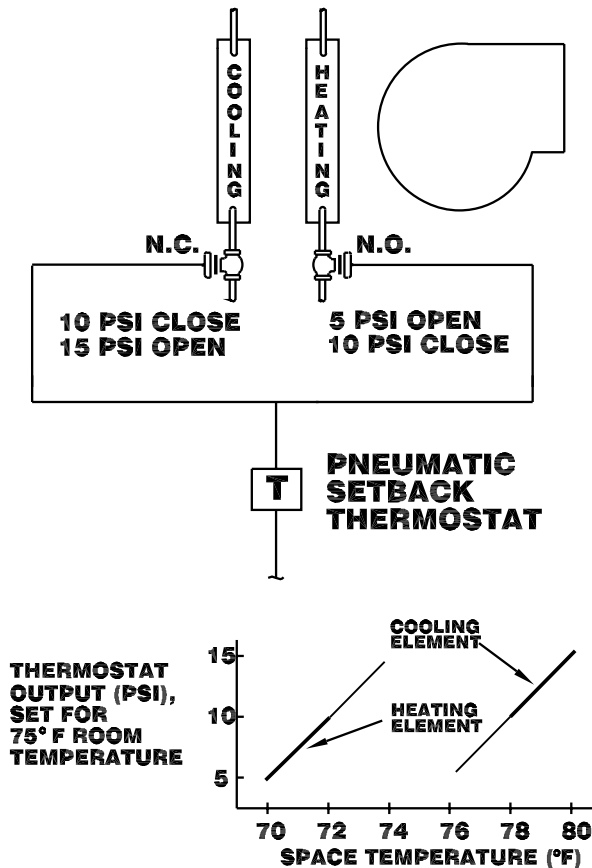 COOLING
HEATING
N.C.
N.O.
10 PSI CLOSE
15 PSI OPEN
5 PSI OPEN
10 PSI CLOSE
T
PNEUMATIC
SETBACK
THERMOSTAT
THERMOSTAT
OUTPUT (PSI),
SET FOR
75° F ROOM
TEMPERATURE
15
10
5
COOLING
ELEMENT
HEATING
ELEMENT
70 72 74 76 78 80
SPACE TEMPERATURE (°F)